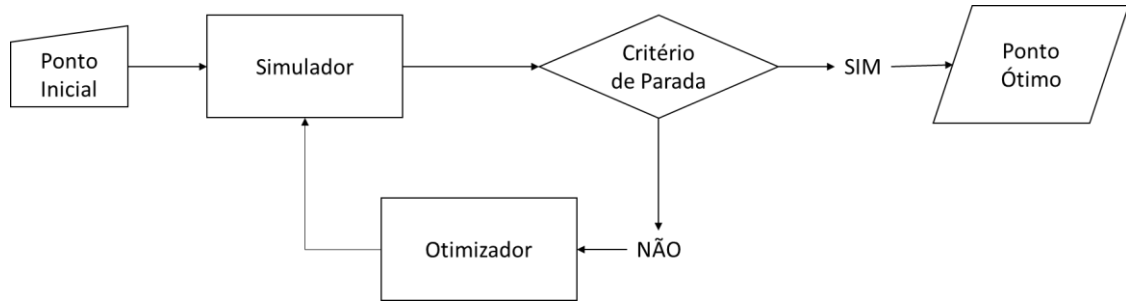 Ponto
Inicial
Simulador
Critério
de Parada
SIM
Ponto
Ótimo
Otimizador
NÃO